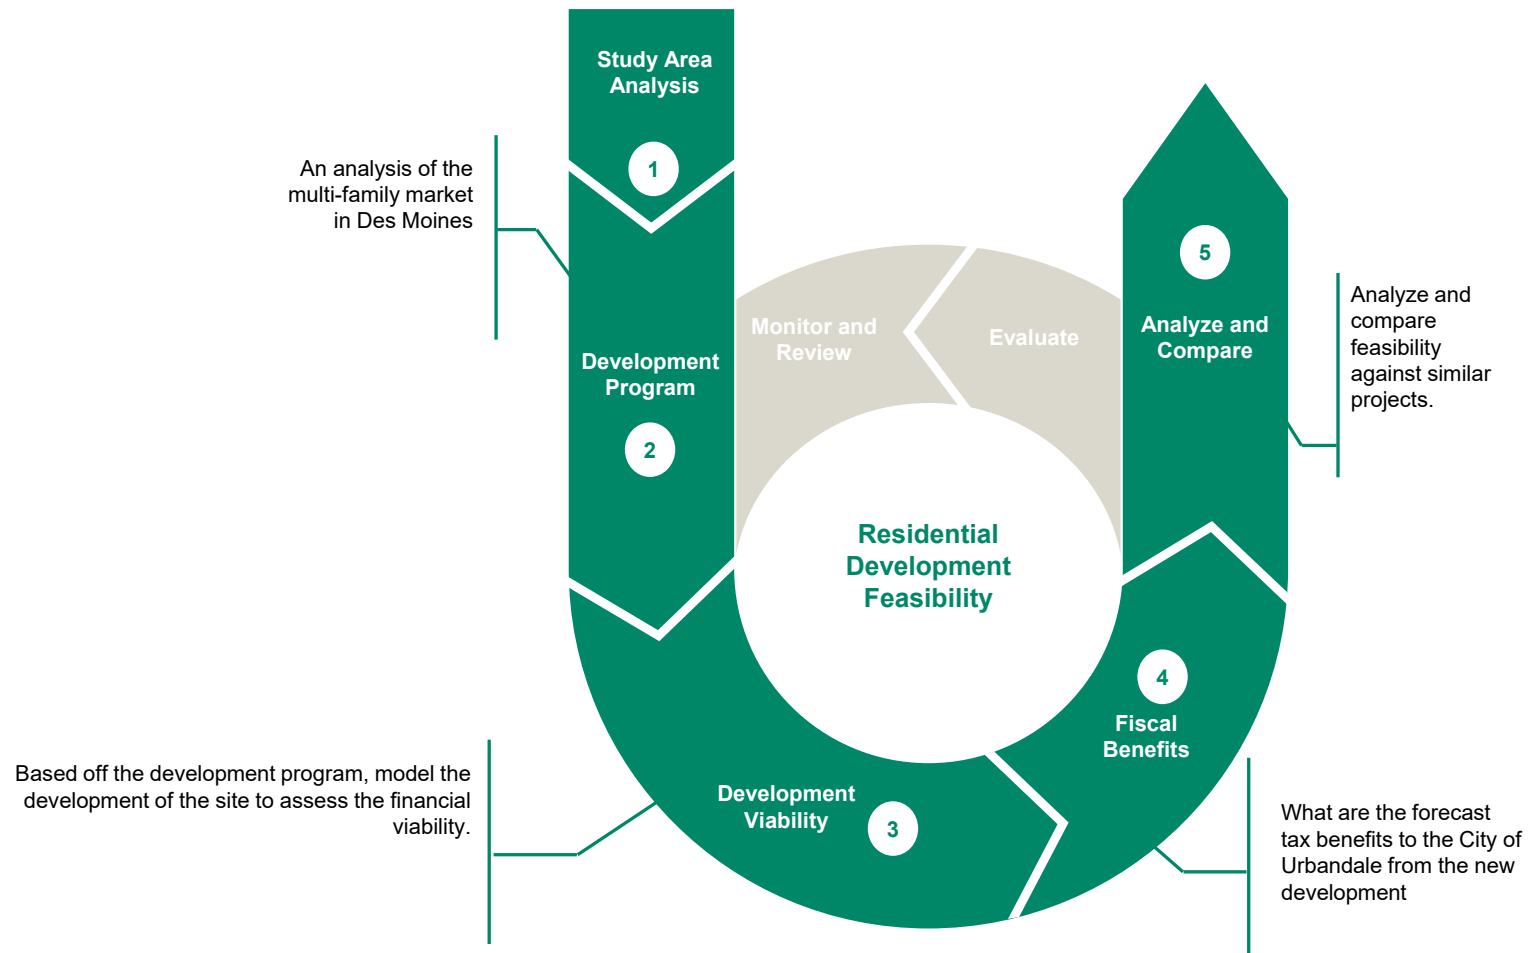 Study Area
Analysis
1
An analysis of the
multi-family market
in Des Moines
Development
Program
2
Monitor and
Review
Evaluate
5
Analyze and
Compare
Analyze and
compare
feasibility
against similar
projects.
Residential
Development
Feasibility
4
Fiscal
Benefits
Based off the development program, model the
development of the site to assess the financial
viability.
Development
Viability
3
What are the forecast
tax benefits to the City of
Urbandale from the new
development